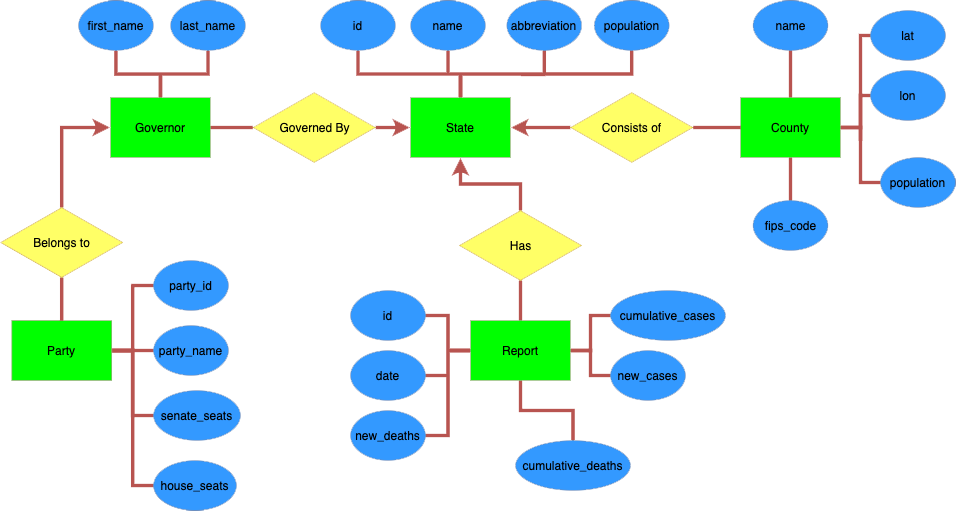 first_name
last_name
id
name
abbreviation
population
name
lat
lon
Governor
Governed By
State
Consists of
County
population
fips_code
Belongs to
Has
party_id
id
cumulative_cases
Party
party_name
Report
date
new_cases
senate_seats
new_deaths
cumulative_deaths
house_seats